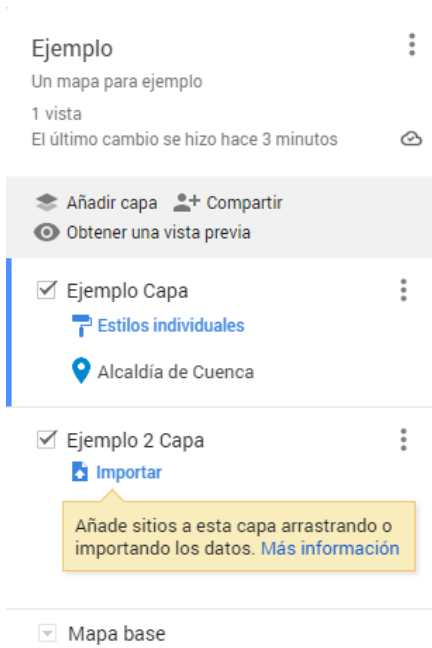 Ejemplo
Un mapa para ejemplo
1 vista
El último cambio se hizo hace 3 minutos
Añadir capa Compartir
Obtener una vista previa
Ejemplo Capa
Estilos individuales
Alcaldía de Cuenca
Ejemplo 2 Capa
Importar
Añade sitios a esta capa arrastrando o
importando los datos. Más información
Mapa base